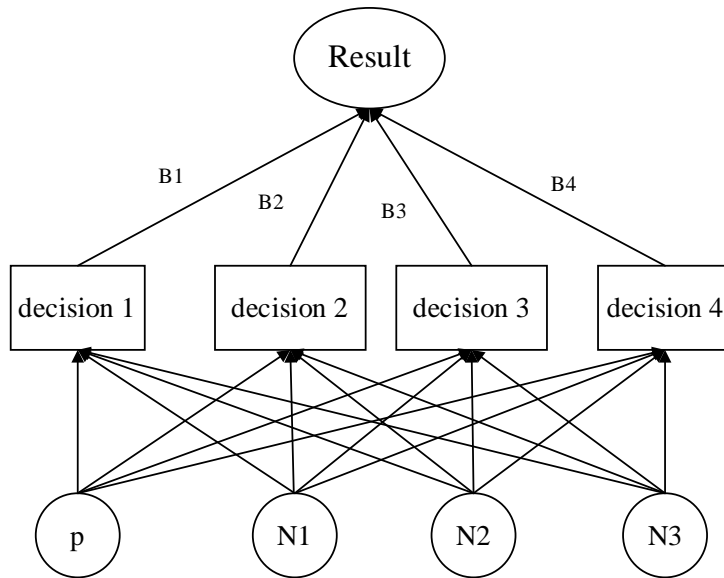 Result
B1
B2
B3
B4
decision 1
decision 2
decision 3
decision 4
p
N1
N2
N3